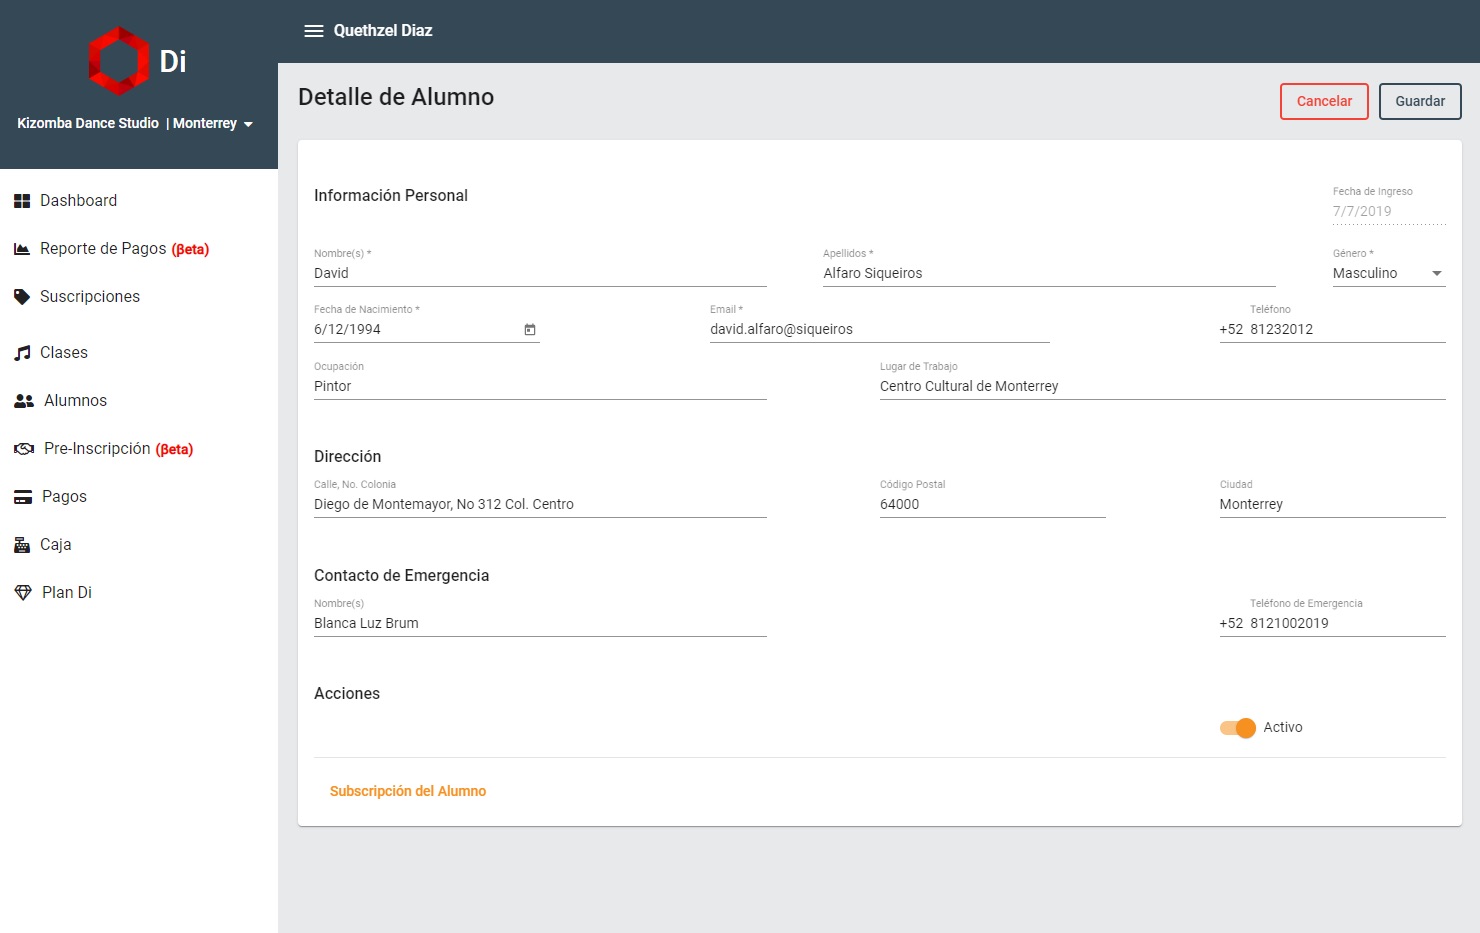 Di
Kizomba Dance Studio | Monterrey
Dashboard
Reporte de Pagos (βeta)
Suscripciones
Clases
Alumnos
Pre-Inscripción (βeta)
Pagos
Caja
Plan Di
Quethzel Diaz
Detalle de Alumno
Cancelar Guardar
Información Personal
Fecha de Ingreso
7/7/2019
Nombre(s) * Apellidos * Género *
David Alfaro Siqueiros Masculino
Fecha de Nacimiento * Email * Teléfono
6/12/1994 david.alfaro@siqueiros +52 81232012
Ocupación Lugar de Trabajo
Pintor Centro Cultural de Monterrey
Dirección
Calle, No. Colonia Código Postal Ciudad
Diego de Montemayor, No 312 Col. Centro 64000 Monterrey
Contacto de Emergencia
Nombre(s) Teléfono de Emergencia
Blanca Luz Brum +52 8121002019
Acciones
Activo
Subscripción del Alumno